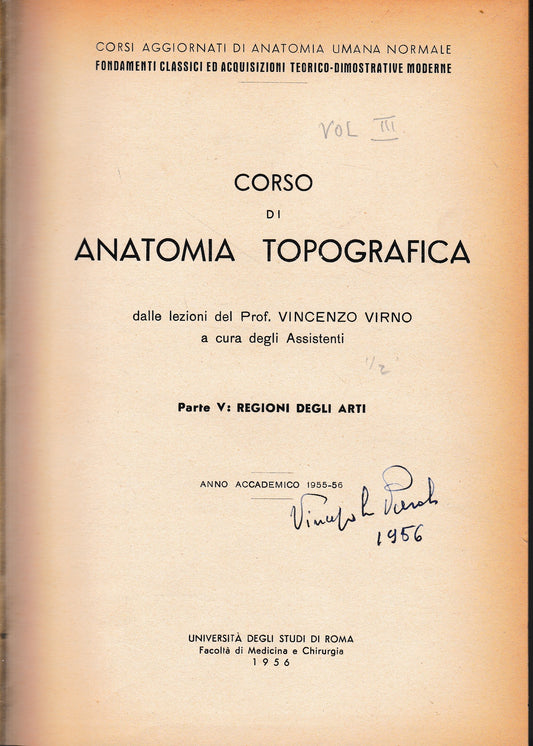 CORSI AGGIORNATI DI ANATOMIA UMANA NORMALE
FONDAMENTI CLASSICI ED ACQUISIZIONI TEORICO-DIMOSTRATIVE MODERNE
VOL III.
CORSO
DI
ANATOMIA TOPOGRAFICA
dalle lezioni del Prof. VINCENZO VIRNO
a cura degli Assistenti
1/2
Parte V: REGIONI DEGLI ARTI
ANNO ACCADEMICO 1955-56
1956
UNIVERSITÀ DEGLI STUDI DI ROMA
Facoltà di Medicina e Chirurgia
1956